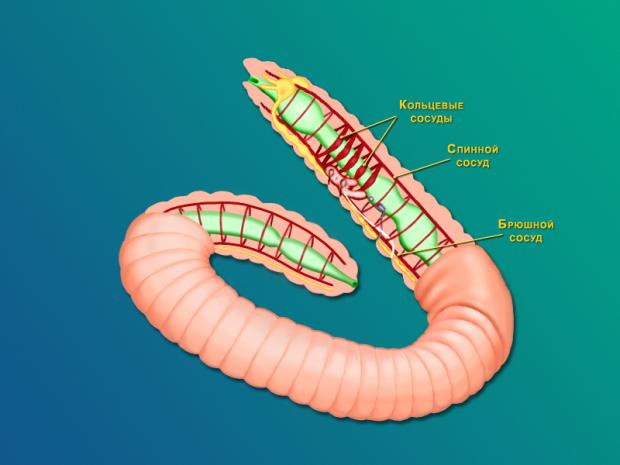 Кольцевые
сосуды
Спинной
сосуд
Брюшной
сосуд